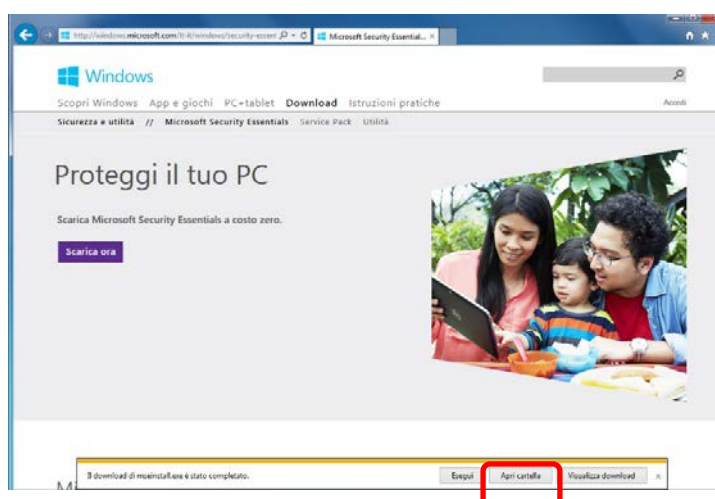 http://windows.microsoft.com/it-it/windows/security-essent
Microsoft Security Essential...
Windows
Scopri Windows App e giochi PC+tablet Download Istruzioni pratiche
Accedi
Sicurezza e utilità // Microsoft Security Essentials Service Pack Utilità
Proteggi il tuo PC
Scarica Microsoft Security Essentials a costo zero.
Scarica ora
Il download di mseinstall.exe è stato completato.
Esegui Apri cartella Visualizza download